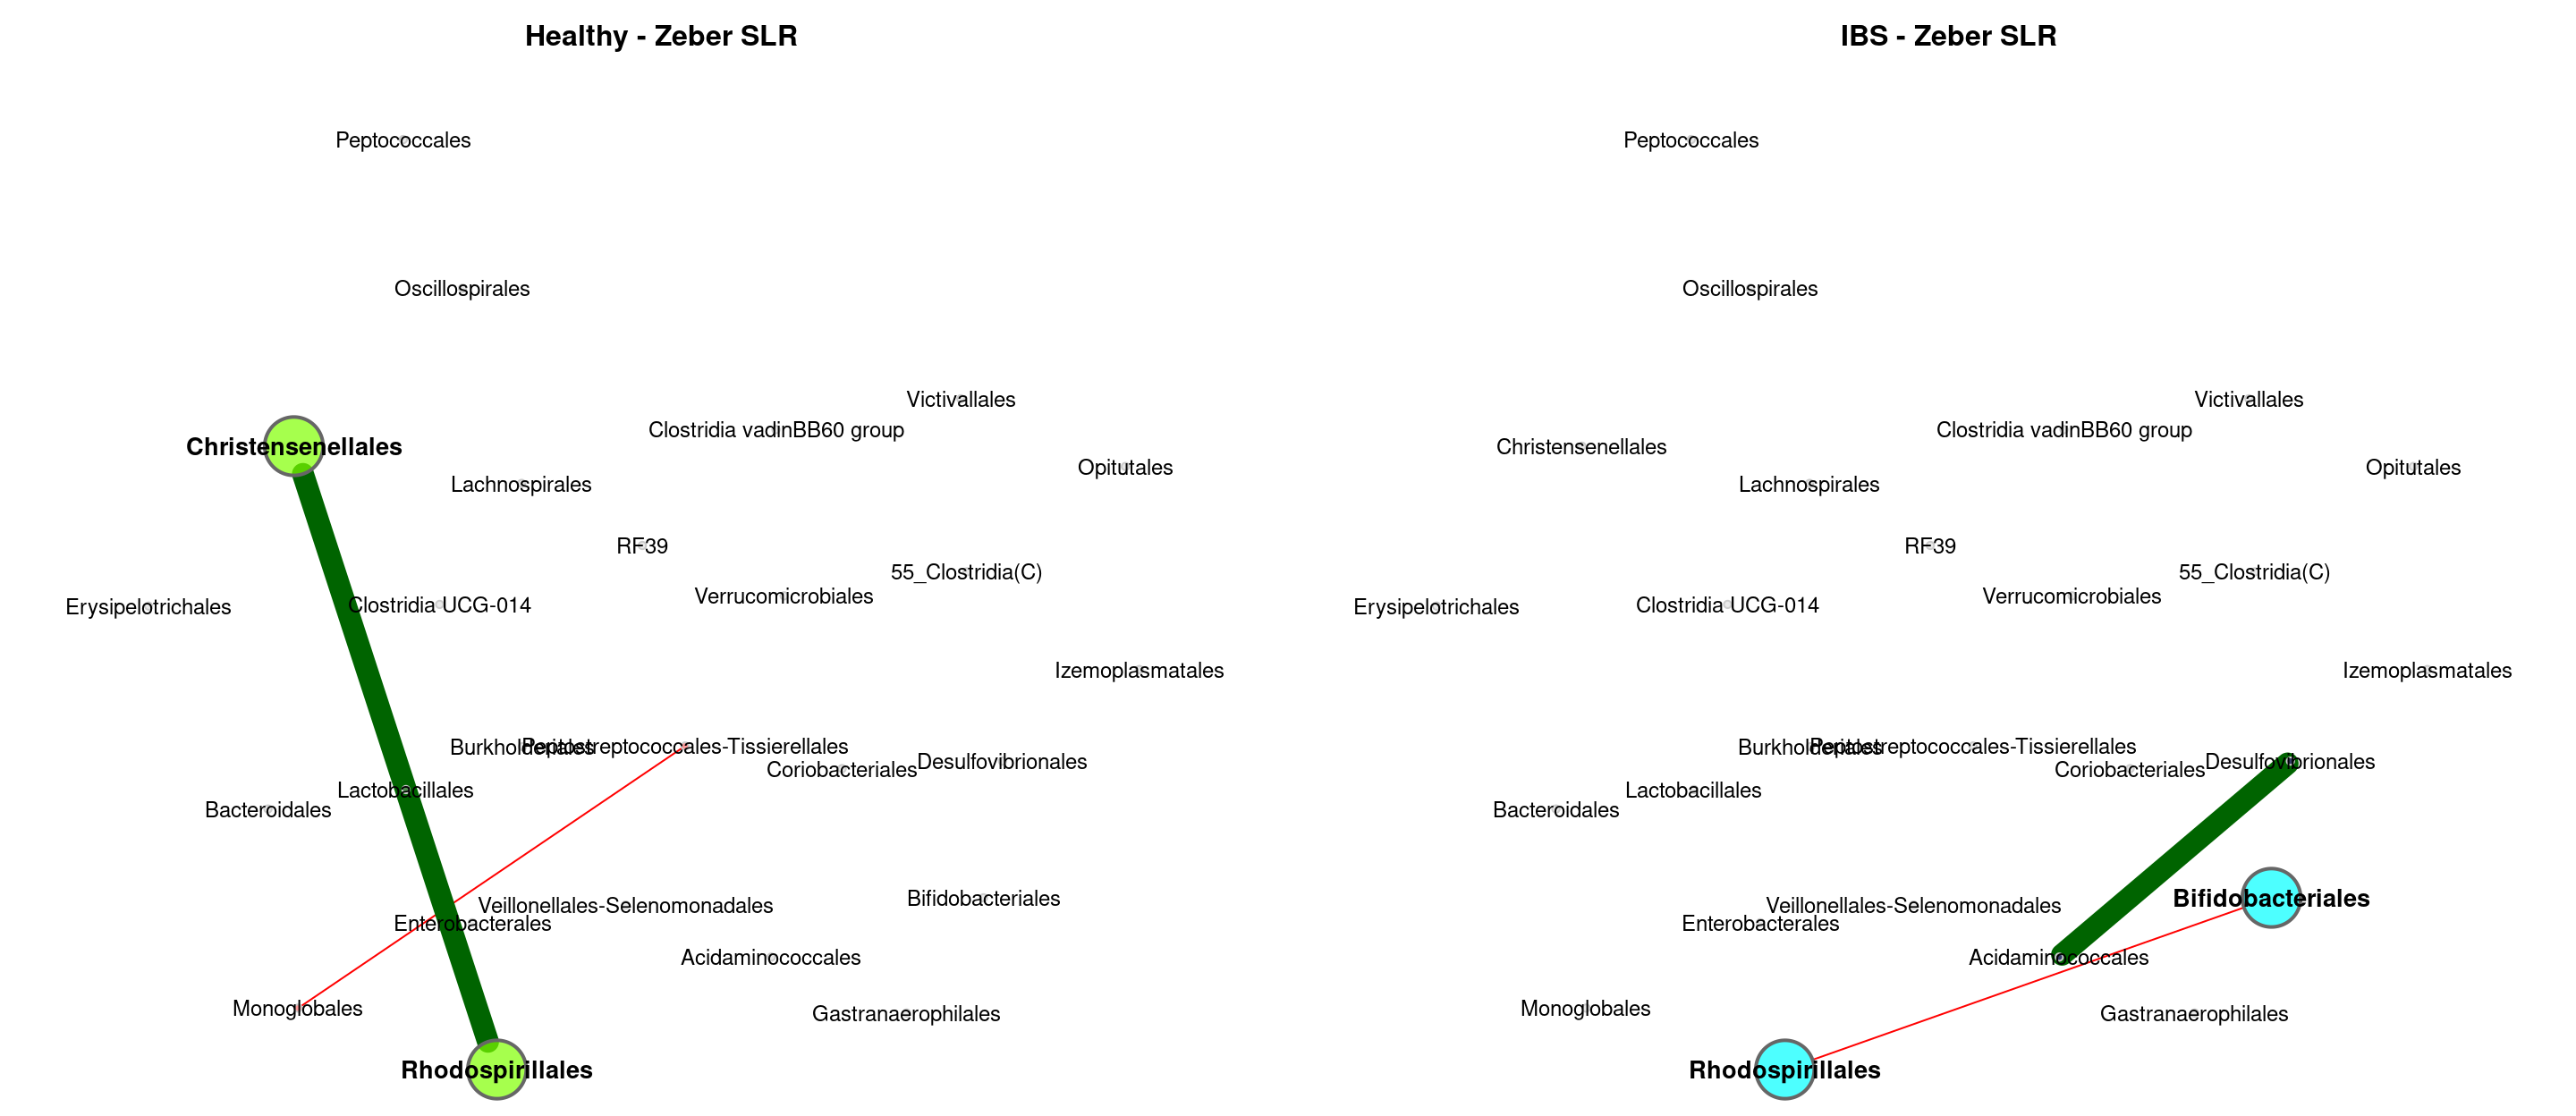 Healthy - Zeber SLR
Peptococcales
Oscillospirales
Victivallales
Clostridia vadinBB60 group
Christensenellales
Opitutales
Lachnospirales
RF39
55_Clostridia(C)
Verrucomicrobiales
Clostridia UCG-014
Erysipelotrichales
Izemoplasmatales
Burkholderiales
Peptostreptococcales-Tissierellales
Desulfovibrionales
Coriobacteriales
Lactobacillales
Bacteroidales
Bifidobacteriales
Veillonellales-Selenomonadales
Enterobacterales
Acidaminococcales
Monoglobales
Gastranaerophilales
Rhodospirillales
IBS - Zeber SLR
Peptococcales
Oscillospirales
Victivallales
Clostridia vadinBB60 group
Christensenellales
Opitutales
Lachnospirales
RF39
55_Clostridia(C)
Verrucomicrobiales
Clostridia UCG-014
Erysipelotrichales
Izemoplasmatales
Burkholderiales
Peptostreptococcales-Tissierellales
Desulfovibrionales
Coriobacteriales
Lactobacillales
Bacteroidales
Bifidobacteriales
Veillonellales-Selenomonadales
Enterobacterales
Acidaminococcales
Monoglobales
Gastranaerophilales
Rhodospirillales